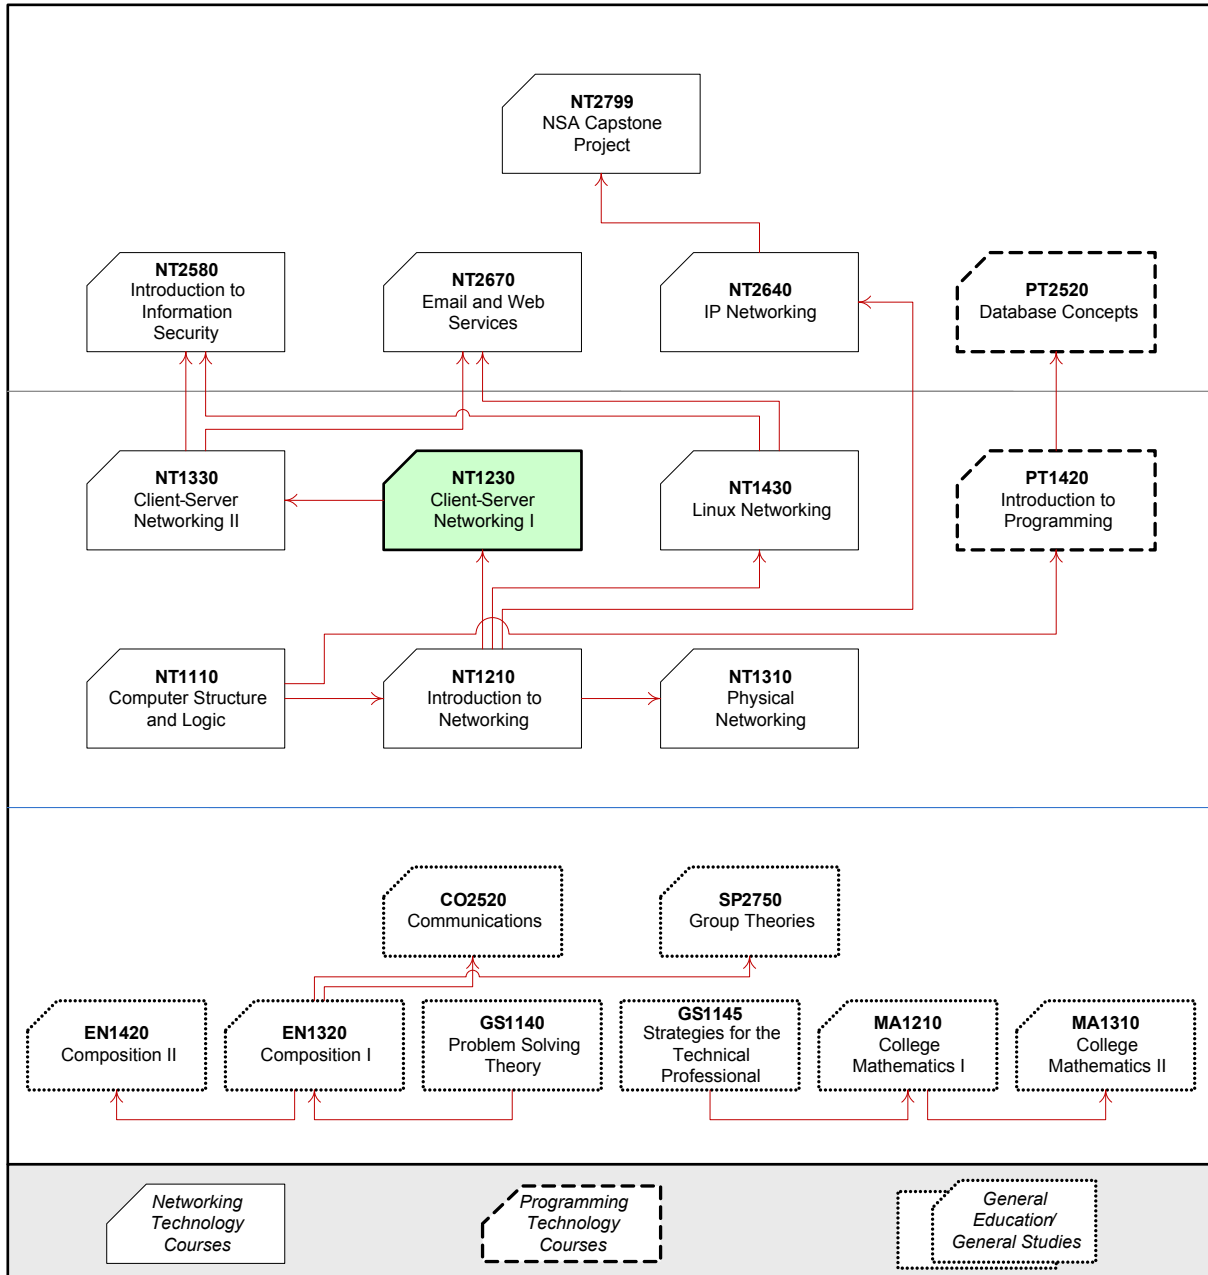 NT2799
NSA Capstone
Project
NT2580
Introduction to
Information
Security
NT2670
Email and Web
Services
NT2640
IP Networking
PT2520
Database Concepts
NT1330
Client-Server
Networking II
NT1230
Client-Server
Networking I
NT1430
Linux Networking
PT1420
Introduction to
Programming
NT1110
Computer Structure
and Logic
NT1210
Introduction to
Networking
NT1310
Physical
Networking
CO2520
Communications
SP2750
Group Theories
EN1420
Composition II
EN1320
Composition I
GS1140
Problem Solving
Theory
GS1145
Strategies for the
Technical
Professional
MA1210
College
Mathematics I
MA1310
College
Mathematics II
Networking
Technology
Courses
Programming
Technology
Courses
General
Education/
General Studies